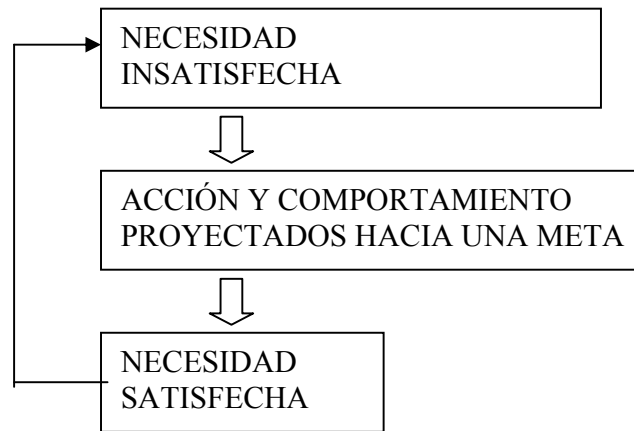 NECESIDAD
INSATISFECHA
ACCIÓN Y COMPORTAMIENTO
PROYECTADOS HACIA UNA META
NECESIDAD
SATISFECHA